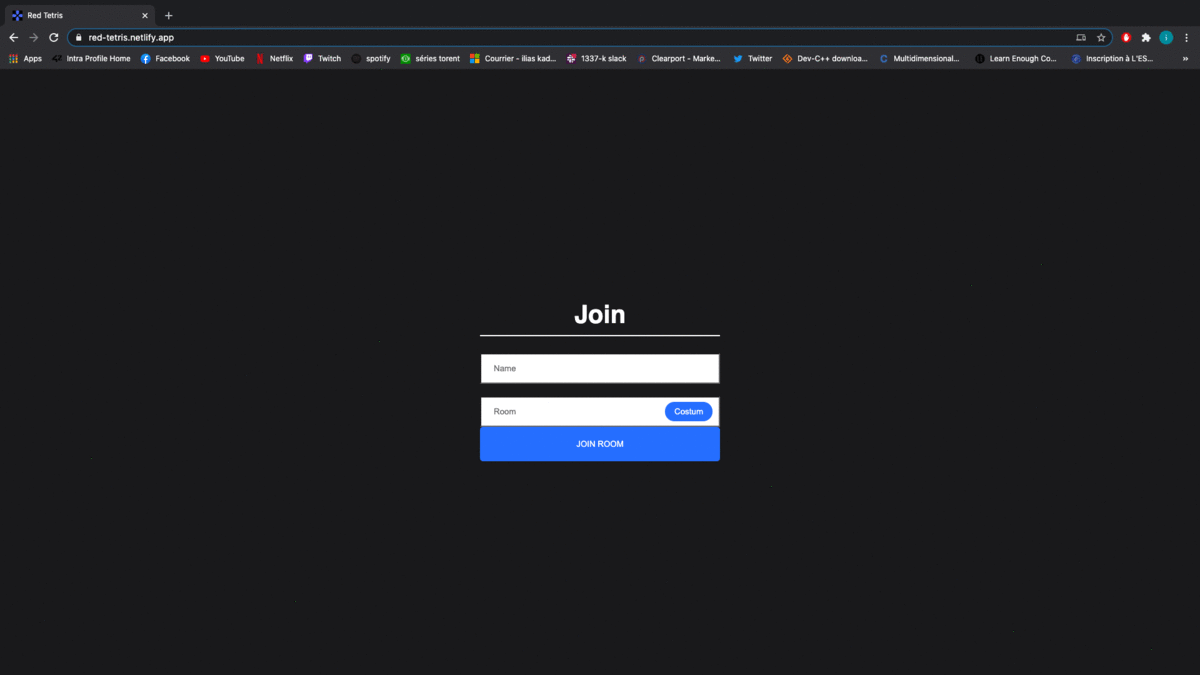 Red Tetris
red-tetris.netlify.app
Apps Intra Profile Home Facebook YouTube Netflix Twitch spotify séries torent Courrier - ilias kad... 1337-k slack Clearport - Marke... Twitter Dev-C++ downloa... Multidimensional... Learn Enough Co... Inscription à L'ES... »
Join
Name
Room Costum
JOIN ROOM